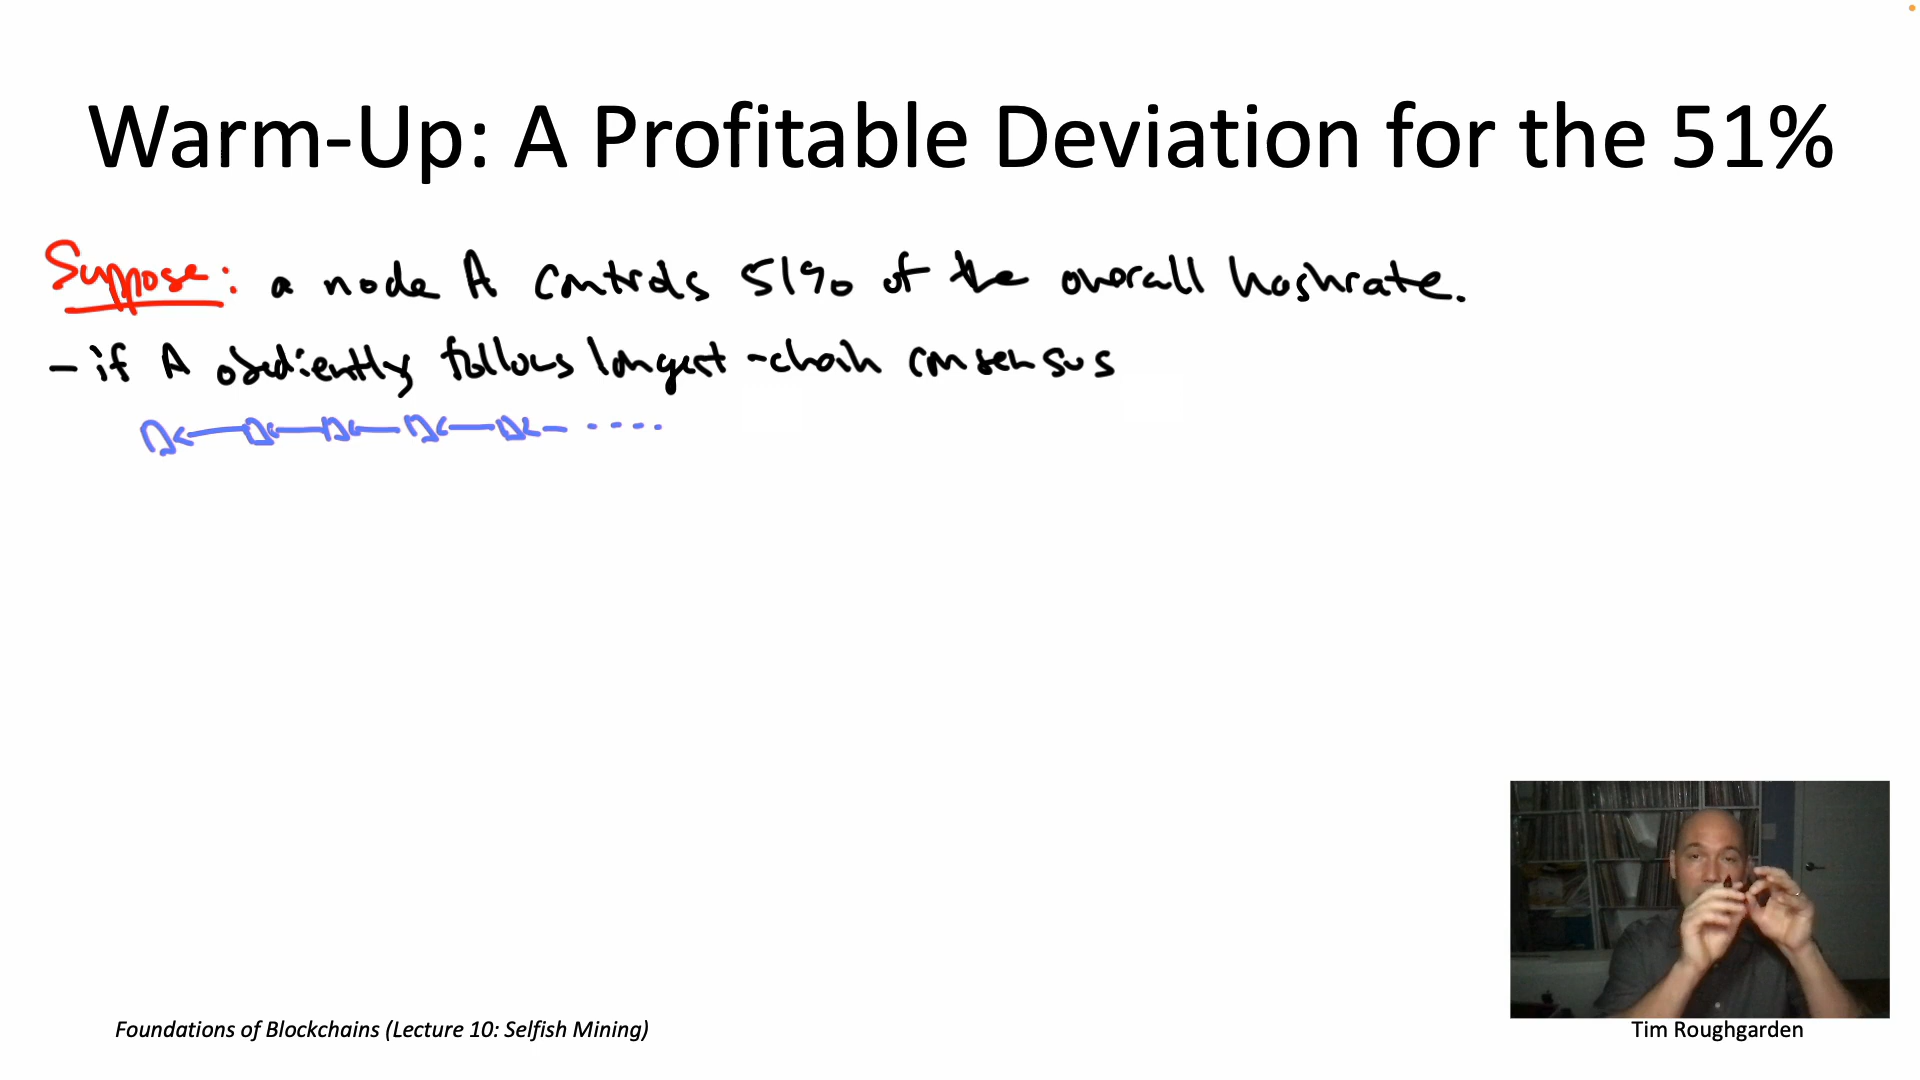 Warm-Up: A Profitable Deviation for the 51%
Suppose: a node A controls 51% of the overall hashrate.
- if A obediently follows longest-chain consensus
Foundations of Blockchains (Lecture 10: Selfish Mining)
Tim Roughgarden